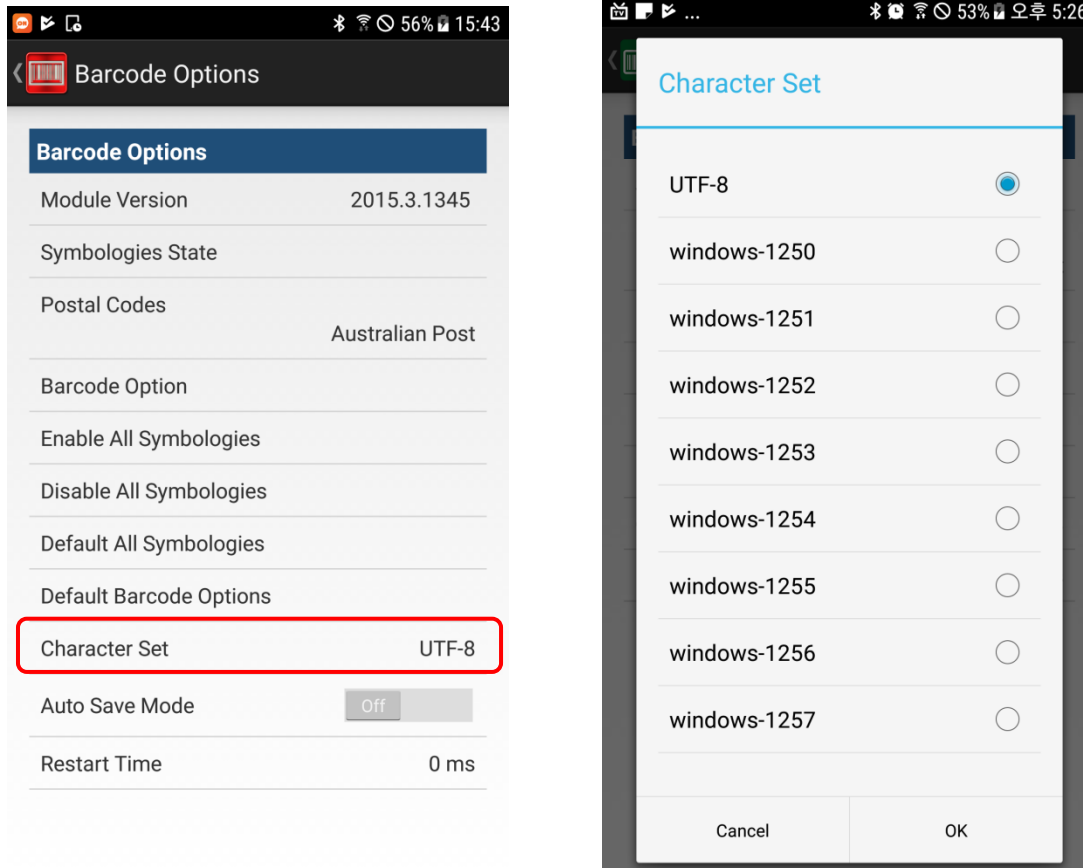 56% 15:43
Barcode Options
Barcode Options
Module Version 2015.3.1345
Symbologies State
Postal Codes
Australian Post
Barcode Option
Enable All Symbologies
Disable All Symbologies
Default All Symbologies
Default Barcode Options
Character Set UTF-8
Auto Save Mode Off
Restart Time 0 ms
... 53% 오후 5:26
Character Set
UTF-8
windows-1250
windows-1251
windows-1252
windows-1253
windows-1254
windows-1255
windows-1256
windows-1257
Cancel OK